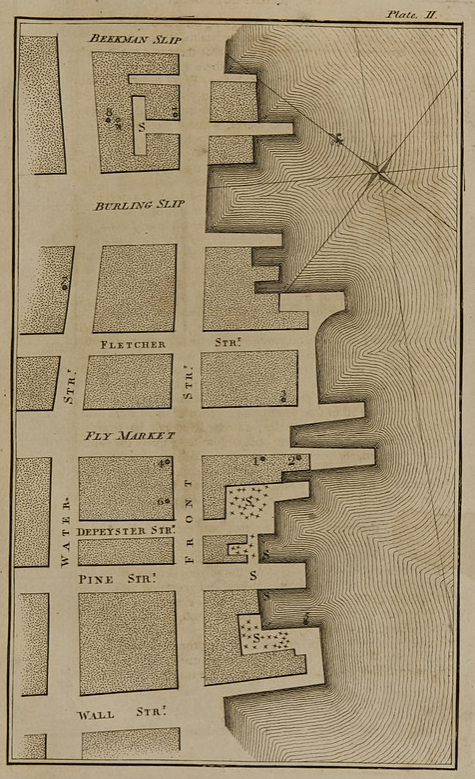 Plate. II.
BEEKMAN SLIP
8
S
BURLING SLIP
FLETCHER STR.T
STR.T
STR.T
FLY MARKET
4
1 2
6
WATER
FRONT
DEPEYSTER STR.T
S
PINE STR.T
S
S
S
WALL STR.T